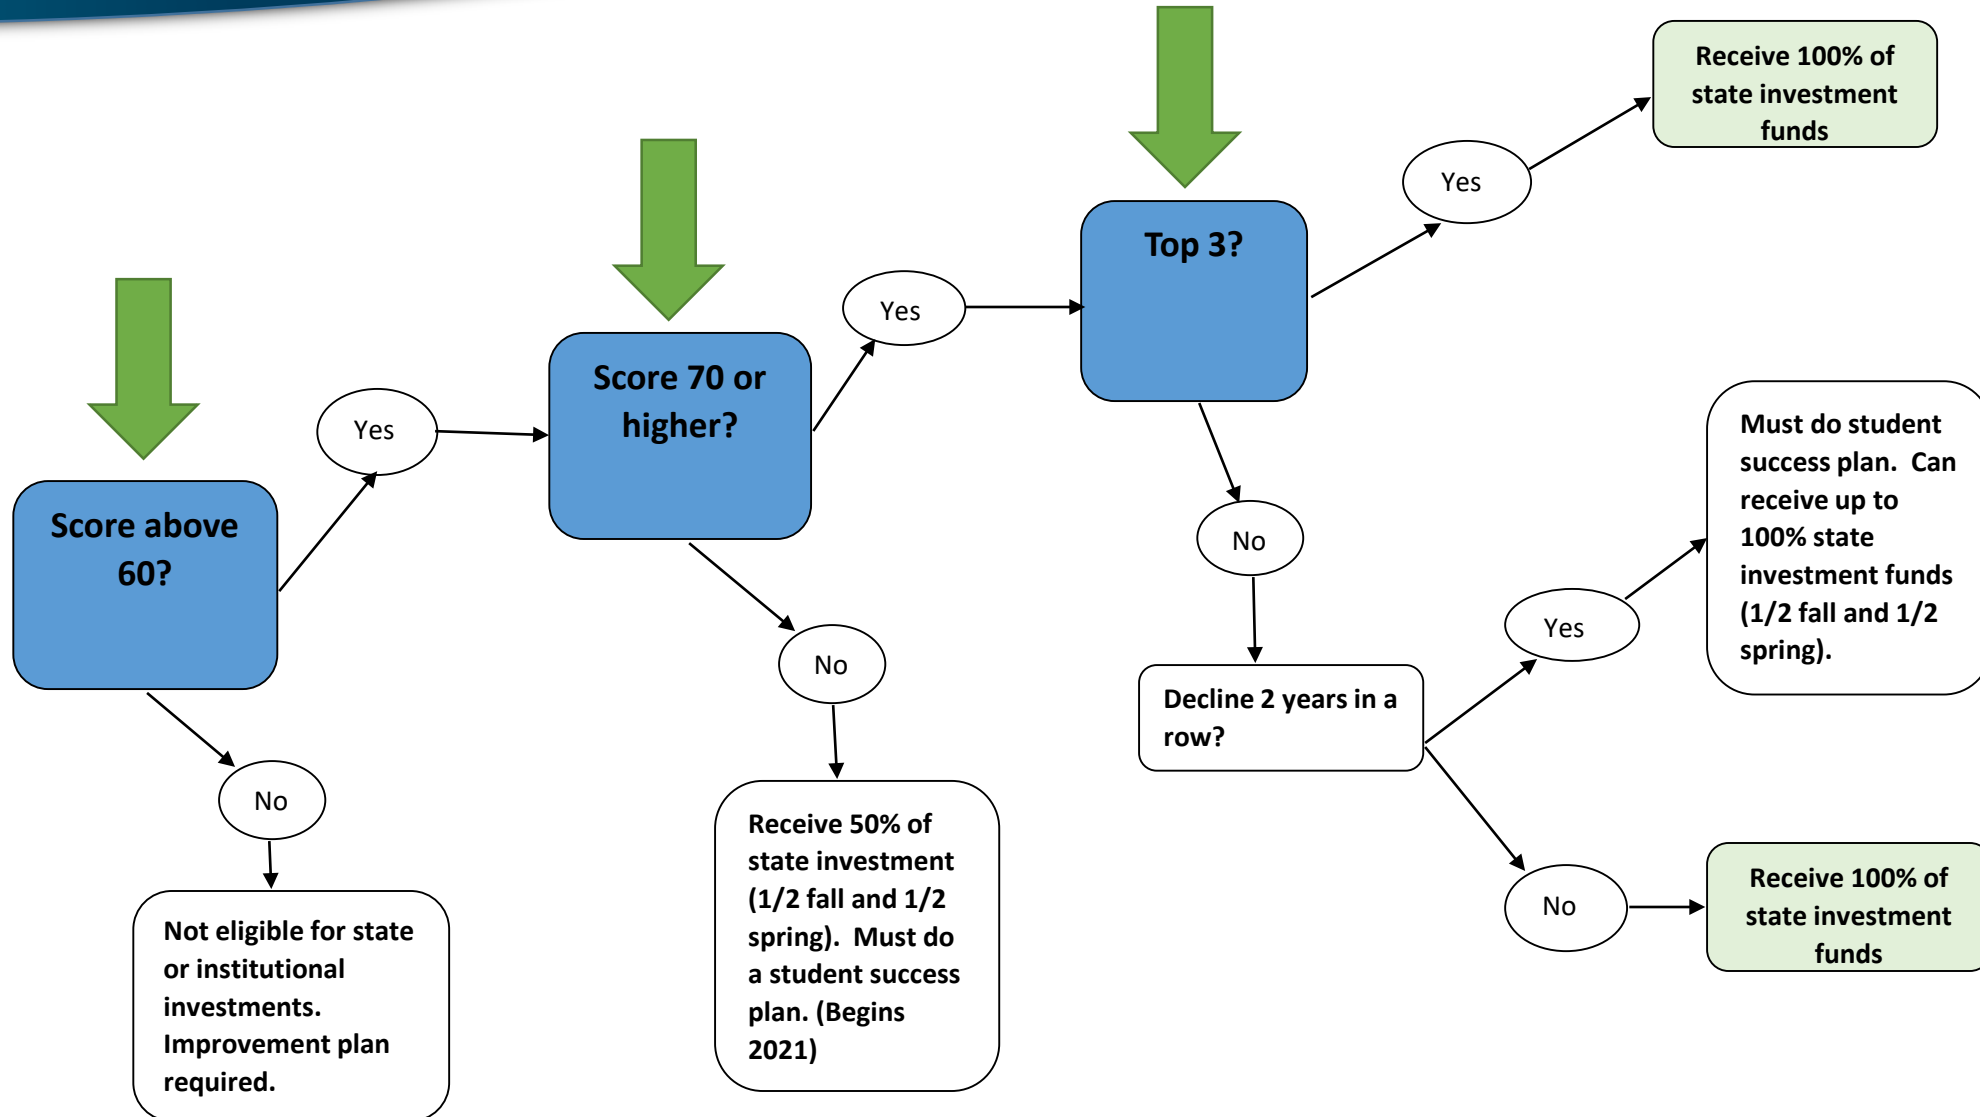 Receive 100% of
state investment
funds
Yes
Top 3?
Yes
Score 70 or
higher?
Yes
Score above
60?
Must do student
success plan.  Can
receive up to
100% state
investment funds
(1/2 fall and 1/2
spring).
No
Yes
No
Decline 2 years in a
row?
No
Receive 50% of
state investment
(1/2 fall and 1/2
spring).  Must do
a student success
plan. (Begins
2021)
No
Receive 100% of
state investment
funds
Not eligible for state
or institutional
investments.
Improvement plan
required.